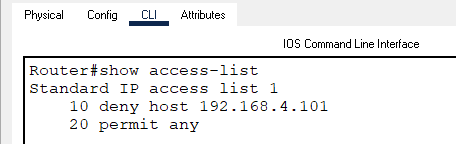 Physical Config CLI Attributes
IOS Command Line Interface
Router#show access-list
Standard IP access list 1
    10 deny host 192.168.4.101
    20 permit any